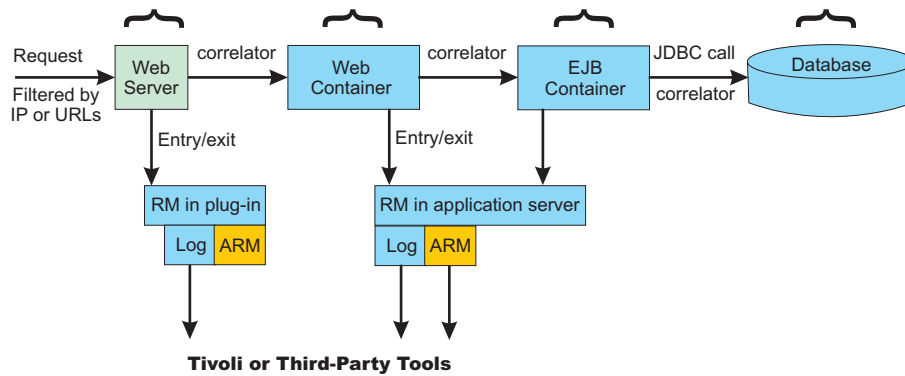 Request
Filtered by
IP or URLs
Web
Server
correlator
Web
Container
correlator
EJB
Container
JDBC call
correlator
Database
Entry/exit
Entry/exit
RM in plug-in
Log
ARM
RM in application server
Log
ARM
Tivoli or Third-Party Tools